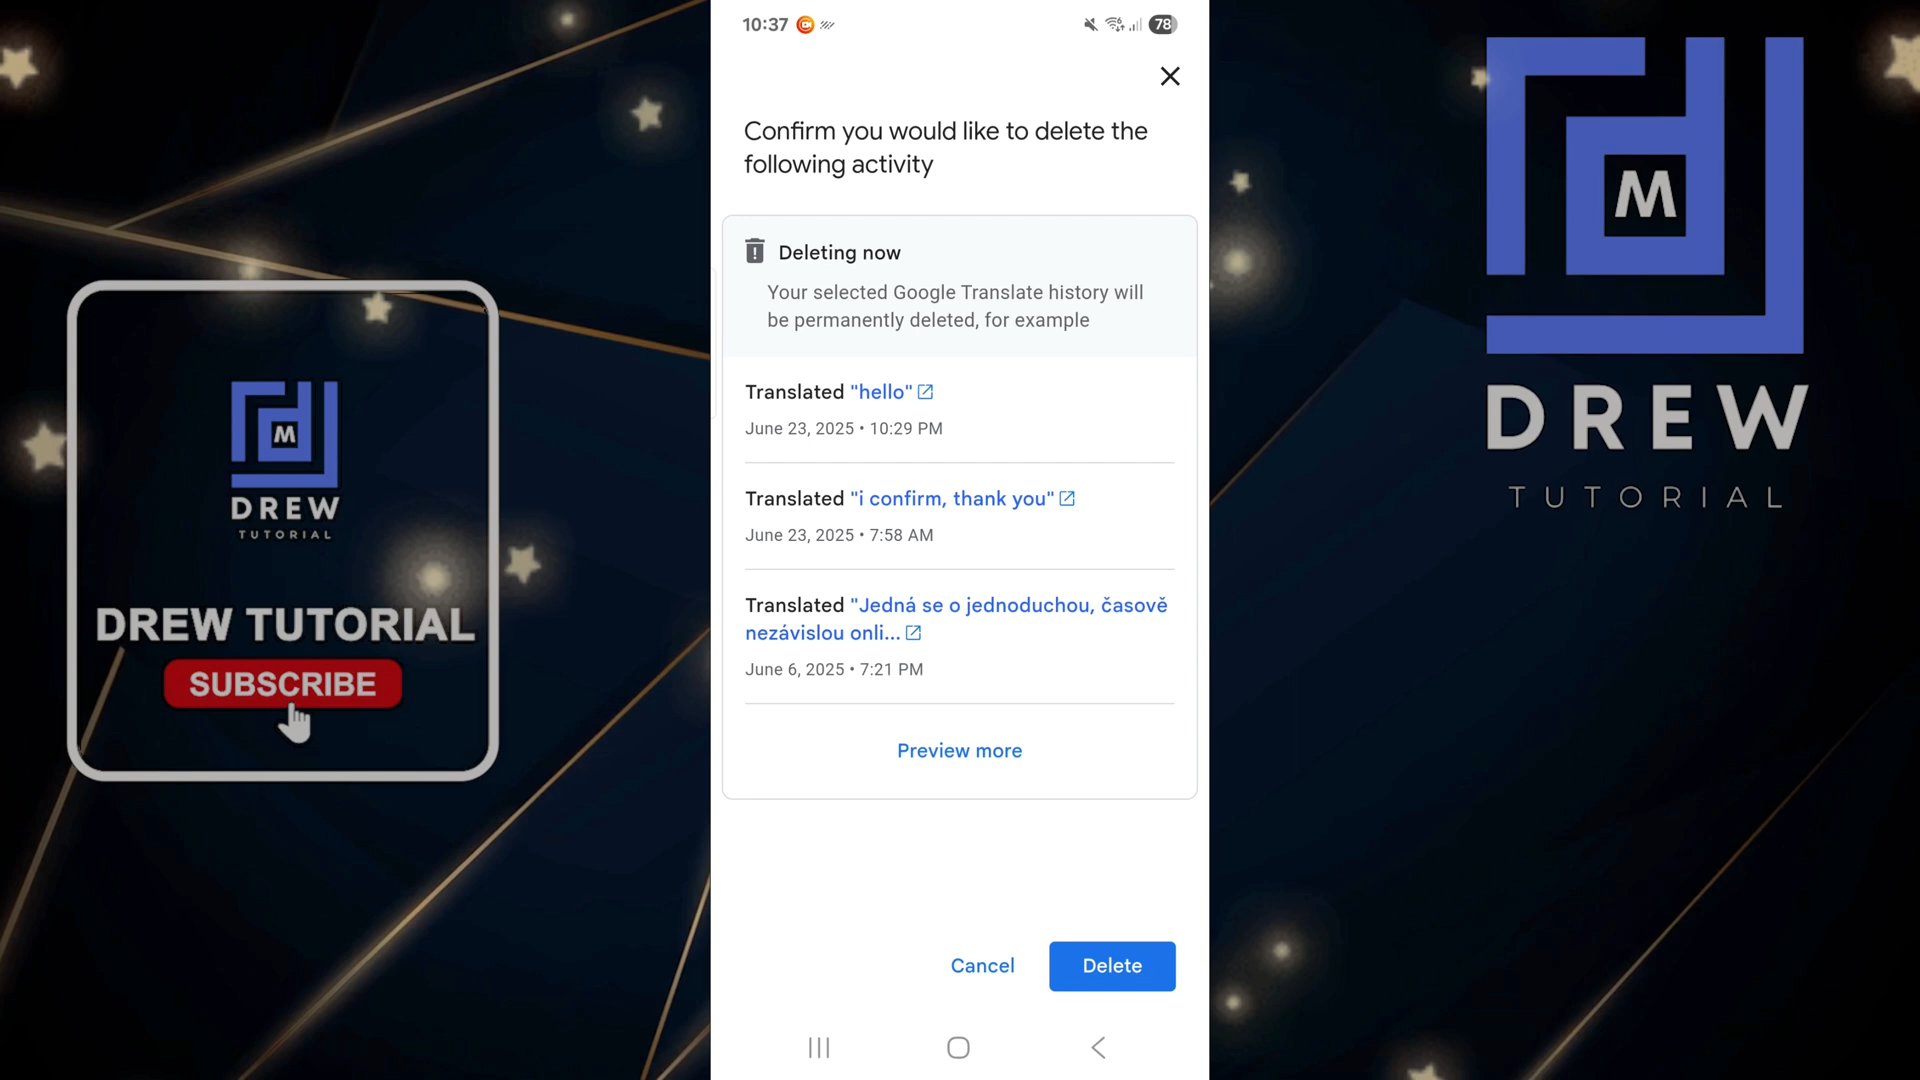 10:37
78
Confirm you would like to delete the
following activity
Deleting now
Your selected Google Translate history will
be permanently deleted, for example
Translated "hello"
June 23, 2025 • 10:29 PM
Translated "i confirm, thank you"
June 23, 2025 • 7:58 AM
Translated "Jedná se o jednoduchou, časově
nezávislou onli...
June 6, 2025 • 7:21 PM
Preview more
Cancel
Delete
M
DREW
TUTORIAL
DREW TUTORIAL
SUBSCRIBE
M
DREW
TUTORIAL